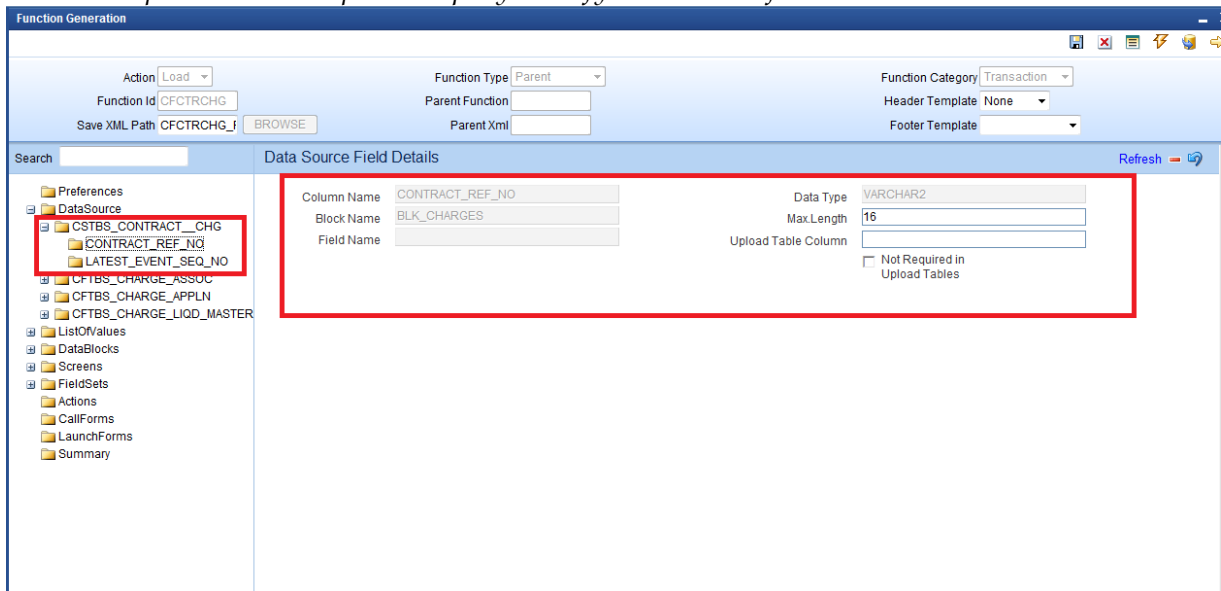 Function Generation
Action Load Function Type Parent Function Category Transaction
Function Id CFCTRCHG Parent Function Header Template None
Save XML Path CFCTRCHG_F BROWSE Parent Xml Footer Template
Search Data Source Field Details Refresh
Preferences
DataSource
CSTBS_CONTRACT__CHG
CONTRACT_REF_NO
LATEST_EVENT_SEQ_NO
CFTBS_CHARGE_ASSOC
CFTBS_CHARGE_APPLN
CFTBS_CHARGE_LIQD_MASTER
ListOfValues
DataBlocks
Screens
FieldSets
Actions
CallForms
LaunchForms
Summary
Column Name CONTRACT_REF_NO Data Type VARCHAR2
Block Name BLK_CHARGES Max.Length 16
Field Name Upload Table Column
Not Required in
Upload Tables